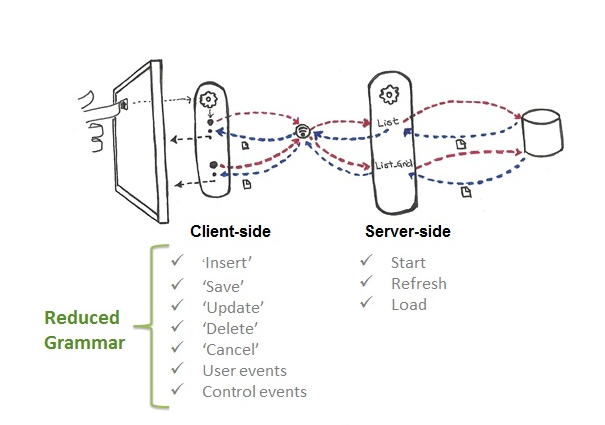 List
List_Grid
Client-side
Server-side
Reduced
Grammar
'Insert'
'Save'
'Update'
'Delete'
'Cancel'
User events
Control events
Start
Refresh
Load